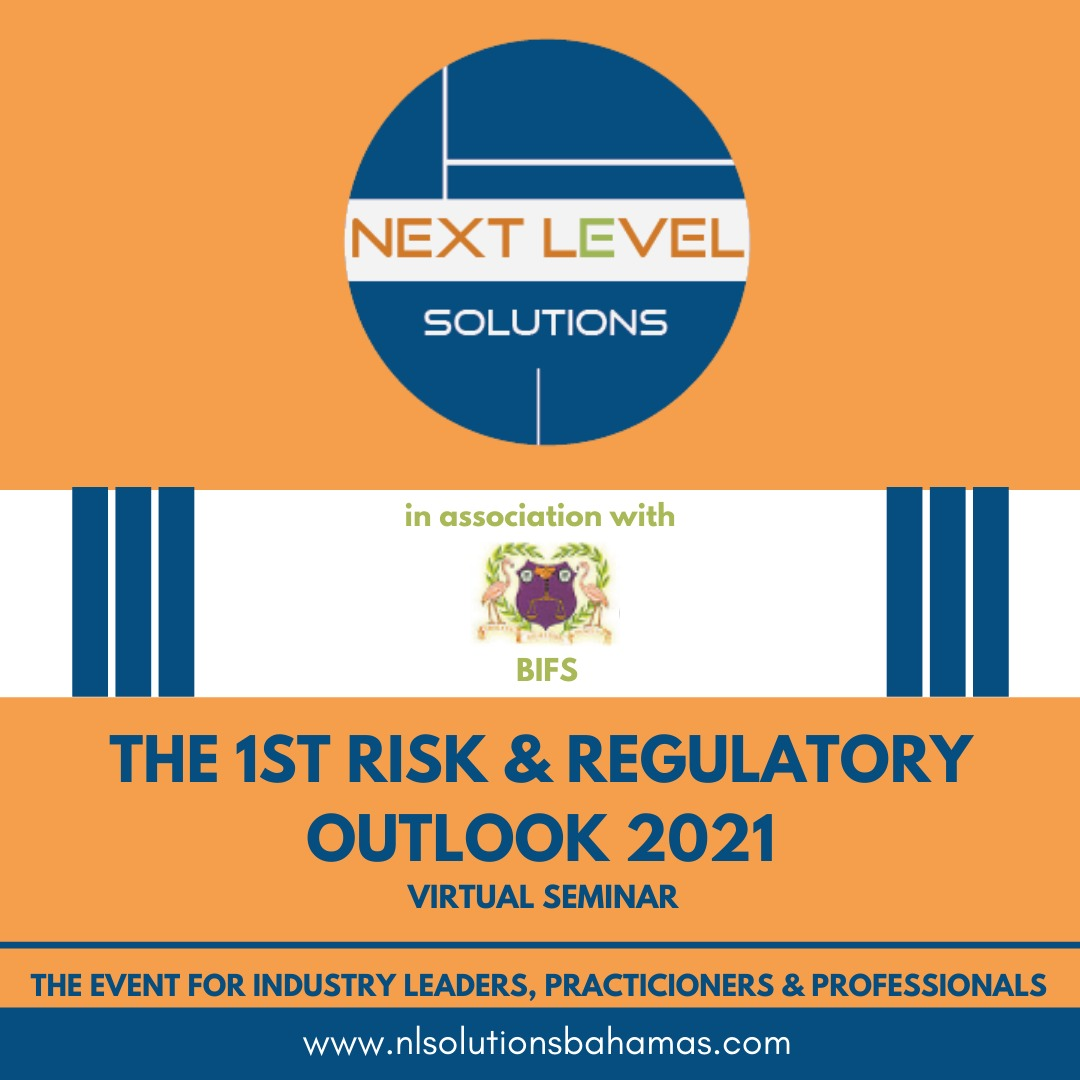 NEXT LEVEL
SOLUTIONS
in association with
BIFS
THE 1ST RISK & REGULATORY
OUTLOOK 2021
VIRTUAL SEMINAR
THE EVENT FOR INDUSTRY LEADERS, PRACTICIONERS & PROFESSIONALS
www.nlsolutionsbahamas.com